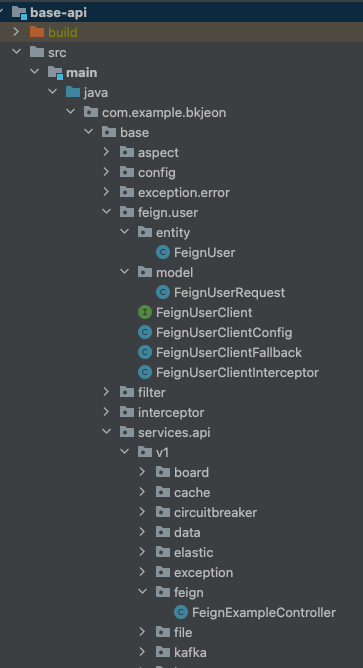 base-api
build
src
main
java
com.example.bkjeon
base
aspect
config
exception.error
feign.user
entity
C FeignUser
model
C FeignUserRequest
I FeignUserClient
C FeignUserClientConfig
C FeignUserClientFallback
C FeignUserClientInterceptor
filter
interceptor
services.api
v1
board
cache
circuitbreaker
data
elastic
exception
feign
C FeignExampleController
file
kafka